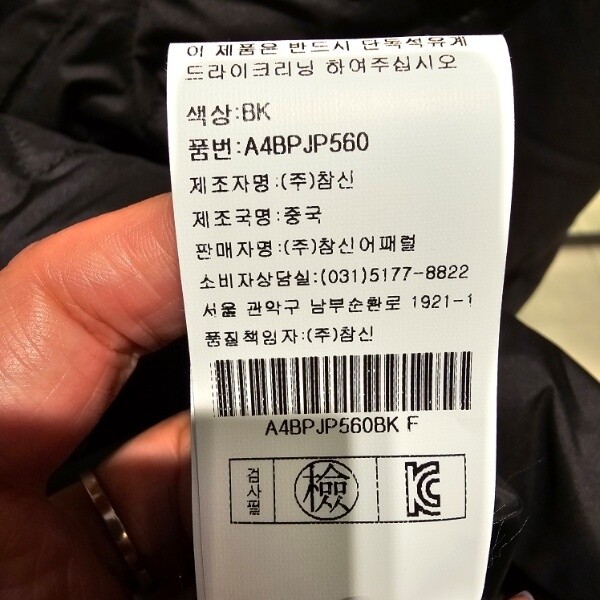 이 제품은 반드시 단독석유계
드라이크리닝 하여주십시오
색상:BK
품번:A4BPJP560
제조자명:(주)참신
제조국명:중국
판매자명:(주)참신어패럴
소비자상담실:(031)5177-8822
서울 관악구 남부순환로 1921-1
품질책임자:(주)참신
A4BPJP560BK F
검사필
檢
KC